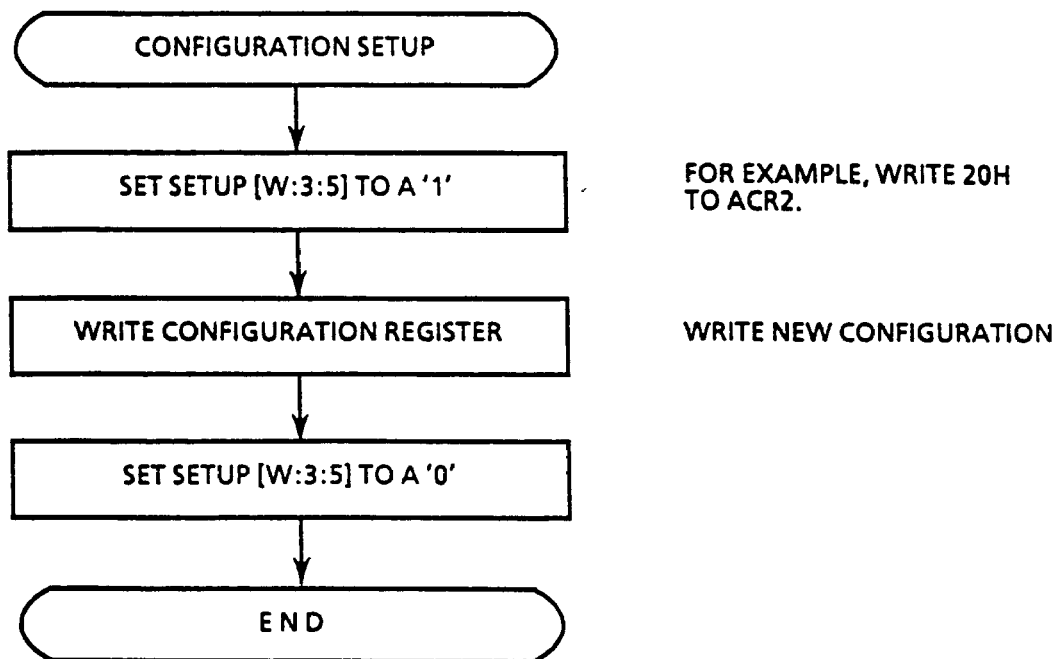 CONFIGURATION SETUP
SET SETUP [W:3:5] TO A '1'
FOR EXAMPLE, WRITE 20H
TO ACR2.
WRITE CONFIGURATION REGISTER
WRITE NEW CONFIGURATION
SET SETUP [W:3:5] TO A '0'
E N D